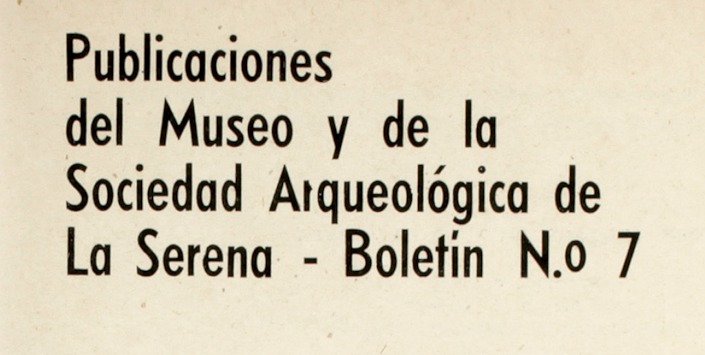 Publicaciones
del Museo y de la
Sociedad Arqueológica de
La Serena - Boletín N.o 7